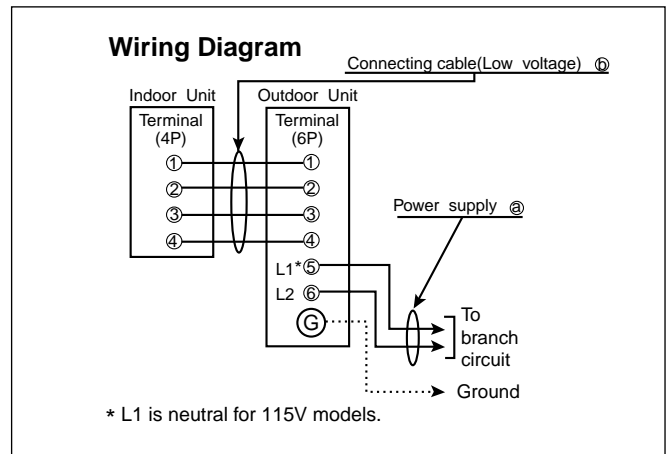 Wiring Diagram
Connecting cable(Low voltage) ⓑ
Indoor Unit
Outdoor Unit
Terminal
(4P)
Terminal
(6P)
① ①
② ②
③ ③
④ ④
Power supply ⓐ
L1*⑤
L2 ⑥
Ⓖ
To
branch
circuit
Ground
* L1 is neutral for 115V models.